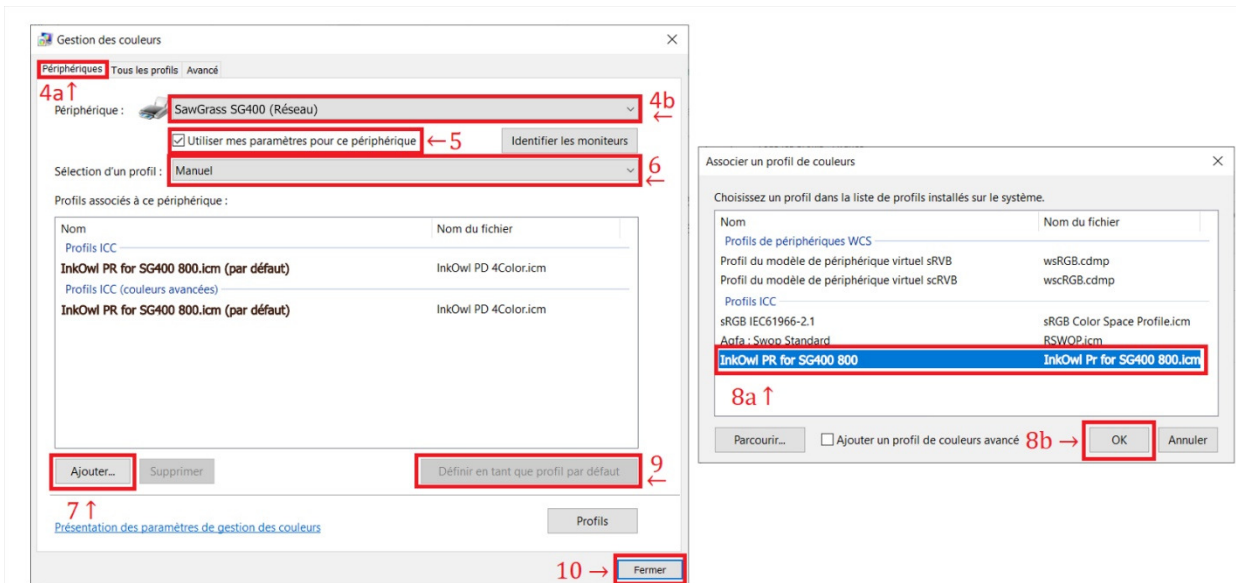 Gestion des couleurs
Périphériques Tous les profils Avancé
4a↑
Périphérique : SawGrass SG400 (Réseau) 4b ←
Utiliser mes paramètres pour ce périphérique ←5 Identifier les moniteurs
Sélection d'un profil : Manuel 6 ←
Profils associés à ce périphérique :
Nom Nom du fichier
Profils ICC
InkOwl PR for SG400 800.icm (par défaut) InkOwl PD 4Color.icm
Profils ICC (couleurs avancées)
InkOwl PR for SG400 800.icm (par défaut) InkOwl PD 4Color.icm
Ajouter... Supprimer Définir en tant que profil par défaut 9 ←
7↑
Présentation des paramètres de gestion des couleurs Profils
10 → Fermer
Associer un profil de couleurs
Choisissez un profil dans la liste de profils installés sur le système.
Nom Nom du fichier
Profils de périphériques WCS
Profil du modèle de périphérique virtuel sRVB wsRGB.cdmp
Profil du modèle de périphérique virtuel scRVB wscRGB.cdmp
Profils ICC
sRGB IEC61966-2.1 sRGB Color Space Profile.icm
Agfa : Swop Standard RSWOP.icm
InkOwl PR for SG400 800 InkOwl Pr for SG400 800.icm
8a ↑
Parcourir... Ajouter un profil de couleurs avancé 8b → OK Annuler